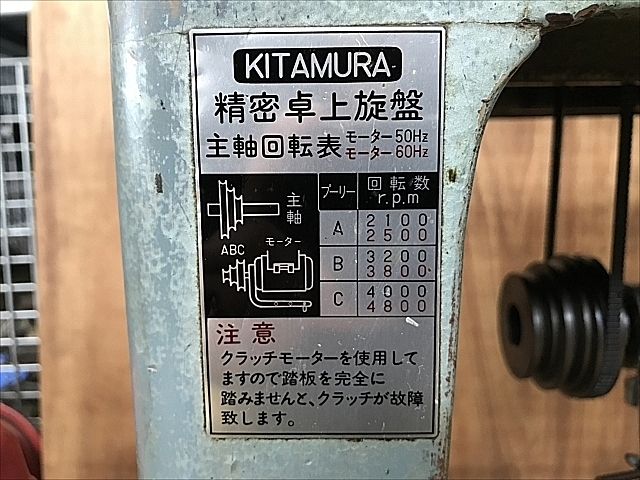 KITAMURA
精密卓上旋盤
主軸回転表 モーター50Hz
モーター60Hz
プーリー 回転数
r.p.m
主軸
ABC モーター
A 2100
2500
B 3200
3800
C 4000
4800
注意
クラッチモーターを使用して
ますので踏板を完全に
踏みませんと、クラッチが故障
致します。